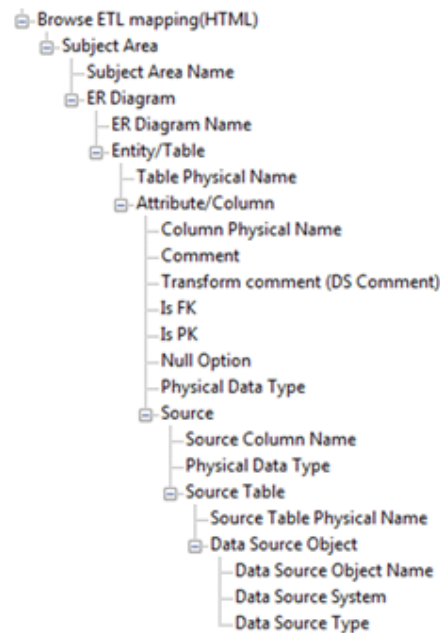 Browse ETL mapping(HTML)
Subject Area
Subject Area Name
ER Diagram
ER Diagram Name
Entity/Table
Table Physical Name
Attribute/Column
Column Physical Name
Comment
Transform comment (DS Comment)
Is FK
Is PK
Null Option
Physical Data Type
Source
Source Column Name
Physical Data Type
Source Table
Source Table Physical Name
Data Source Object
Data Source Object Name
Data Source System
Data Source Type